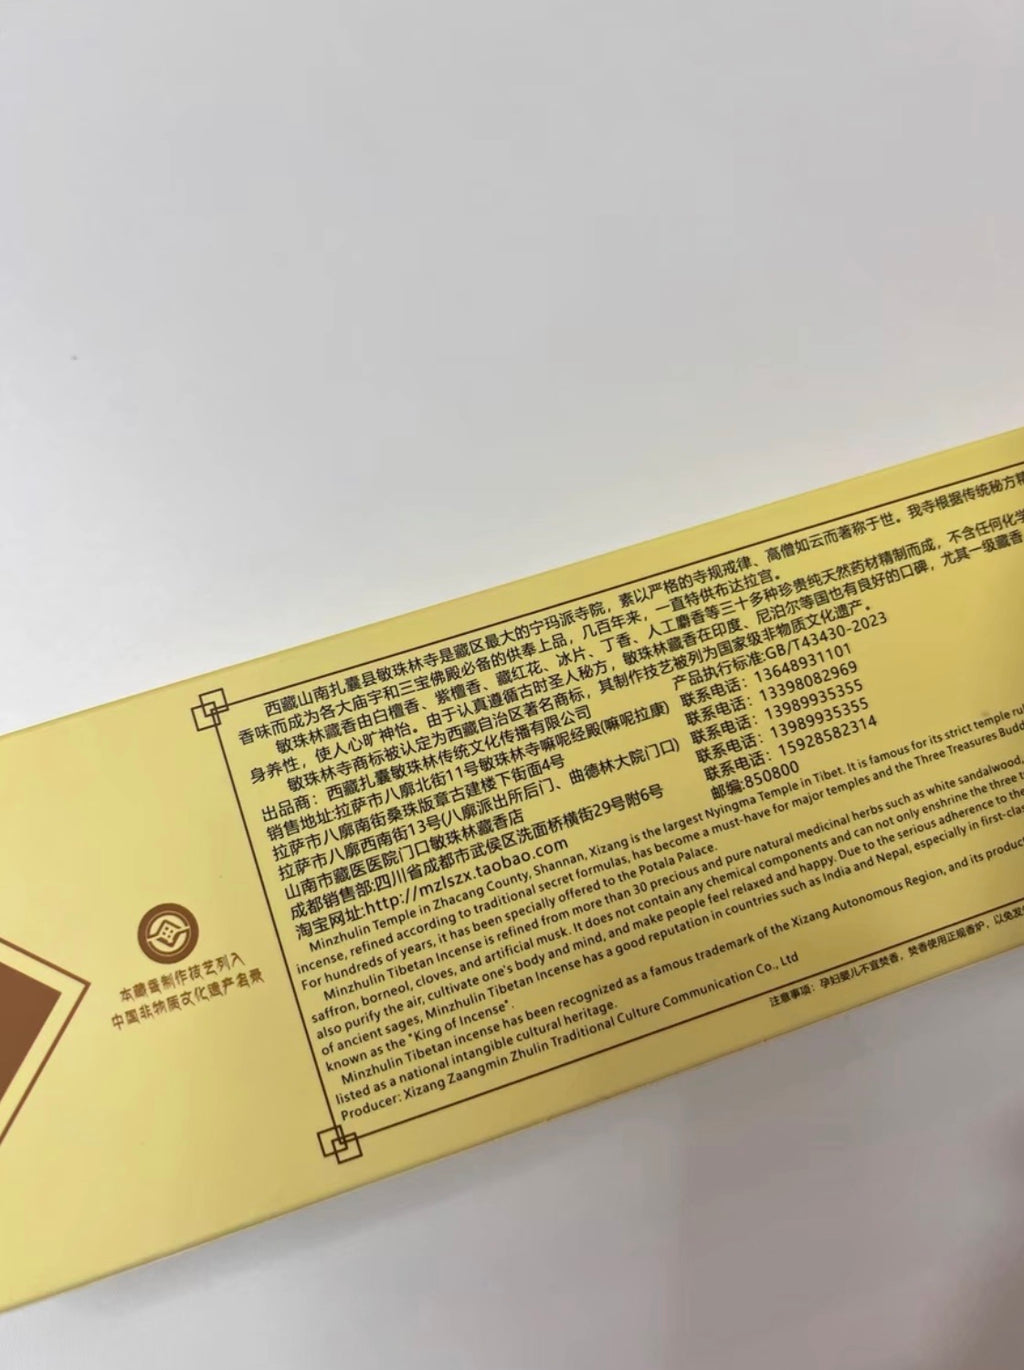 西藏山南扎囊县敏珠林寺是藏区最大的宁玛派寺院，素以严格的寺规戒律、高僧如云而著称于世。我寺根据传统秘方精
香味而成为各大庙宇和三宝佛殿必备的供奉上品，几百年来，一直特供布达拉宫。
敏珠林藏香由白檀香、紫檀香、藏红花、冰片、丁香、人工麝香等三十多种珍贵纯天然药材精制而成，不含任何化学
身养性，使人心旷神怡。由于认真遵循古时圣人秘方，敏珠林藏香在印度、尼泊尔等国也有良好的口碑，尤其一级藏香
敏珠林寺商标被认定为西藏自治区著名商标，其制作技艺被列为国家级非物质文化遗产。
出品商：西藏扎囊敏珠林传统文化传播有限公司 产品执行标准:GB/T43430-2023
销售地址:拉萨市八廓北街11号敏珠林寺嘛呢经殿(嘛呢拉康) 联系电话：13648931101
拉萨市八廓南街桑珠版章古建楼下街面4号 联系电话：13398082969
拉萨市八廓西南街13号(八廓派出所后门、曲德林大院门口) 联系电话：13989935355
山南市藏医医院门口敏珠林藏香店 联系电话：13989935355
成都销售部:四川省成都市武侯区洗面桥横街29号附6号 联系电话：15928582314
淘宝网址:http://mzlszx.taobao.com 邮编:850800
Minzhulin Temple in Zhacang County, Shannan, Xizang is the largest Nyingma Temple in Tibet. It is famous for its strict temple rul
incense, refined according to traditional secret formulas, has become a must-have for major temples and the Three Treasures Budd
For hundreds of years, it has been specially offered to the Potala Palace.
Minzhulin Tibetan Incense is refined from more than 30 precious and pure natural medicinal herbs such as white sandalwood,
saffron, borneol, cloves, and artificial musk. It does not contain any chemical components and can not only enshrine the three t
also purify the air, cultivate one's body and mind, and make people feel relaxed and happy. Due to the serious adherence to the
of ancient sages, Minzhulin Tibetan Incense has a good reputation in countries such as India and Nepal, especially in first-clas
known as the "King of Incense".
Minzhulin Tibetan incense has been recognized as a famous trademark of the Xizang Autonomous Region, and its produc
listed as a national intangible cultural heritage.
Producer: Xizang Zaangmin Zhulin Traditional Culture Communication Co., Ltd
注意事项：孕妇婴儿不宜焚香，焚香使用正规香炉，以免发
本藏香制作技艺列入
中国非物质文化遗产名录